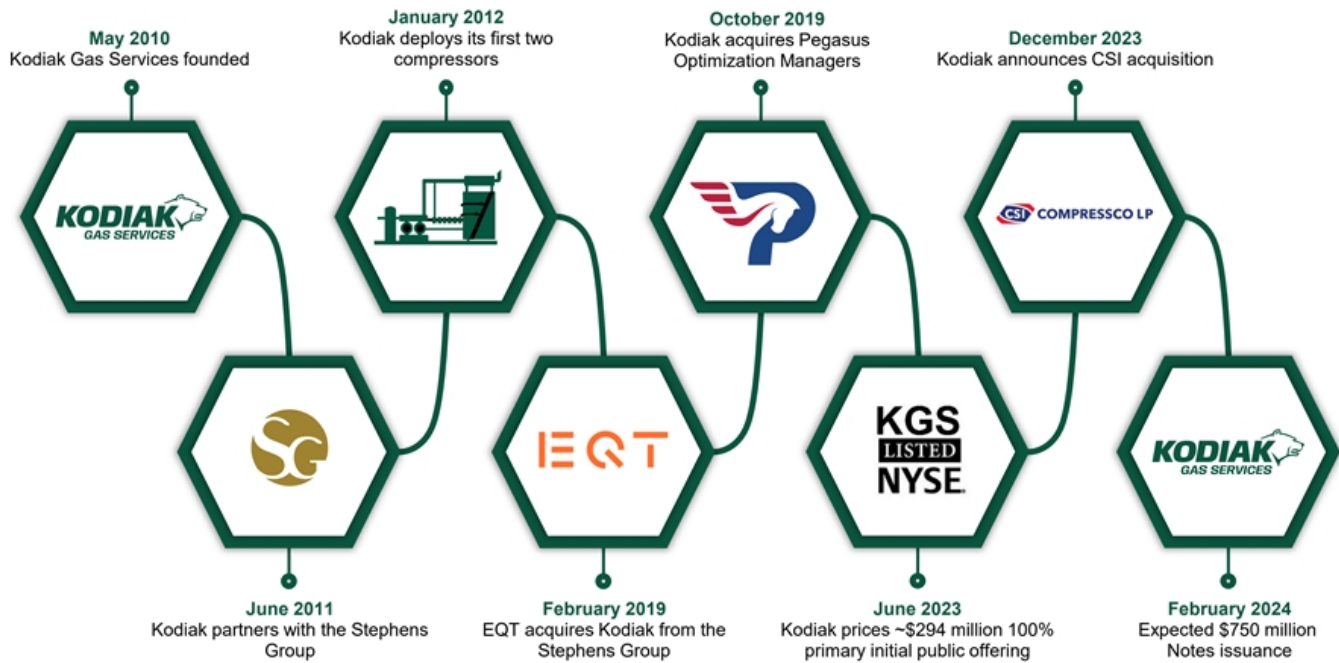 May 2010
Kodiak Gas Services founded
KODIAK
GAS SERVICES
June 2011
Kodiak partners with the Stephens
Group
SG
January 2012
Kodiak deploys its first two
compressors
February 2019
EQT acquires Kodiak from the
Stephens Group
EQT
October 2019
Kodiak acquires Pegasus
Optimization Managers
P
June 2023
Kodiak prices ~$294 million 100%
primary initial public offering
KGS
LISTED
NYSE.
December 2023
Kodiak announces CSI acquisition
CSI COMPRESSCO LP
February 2024
Expected $750 million
Notes issuance
KODIAK
GAS SERVICES